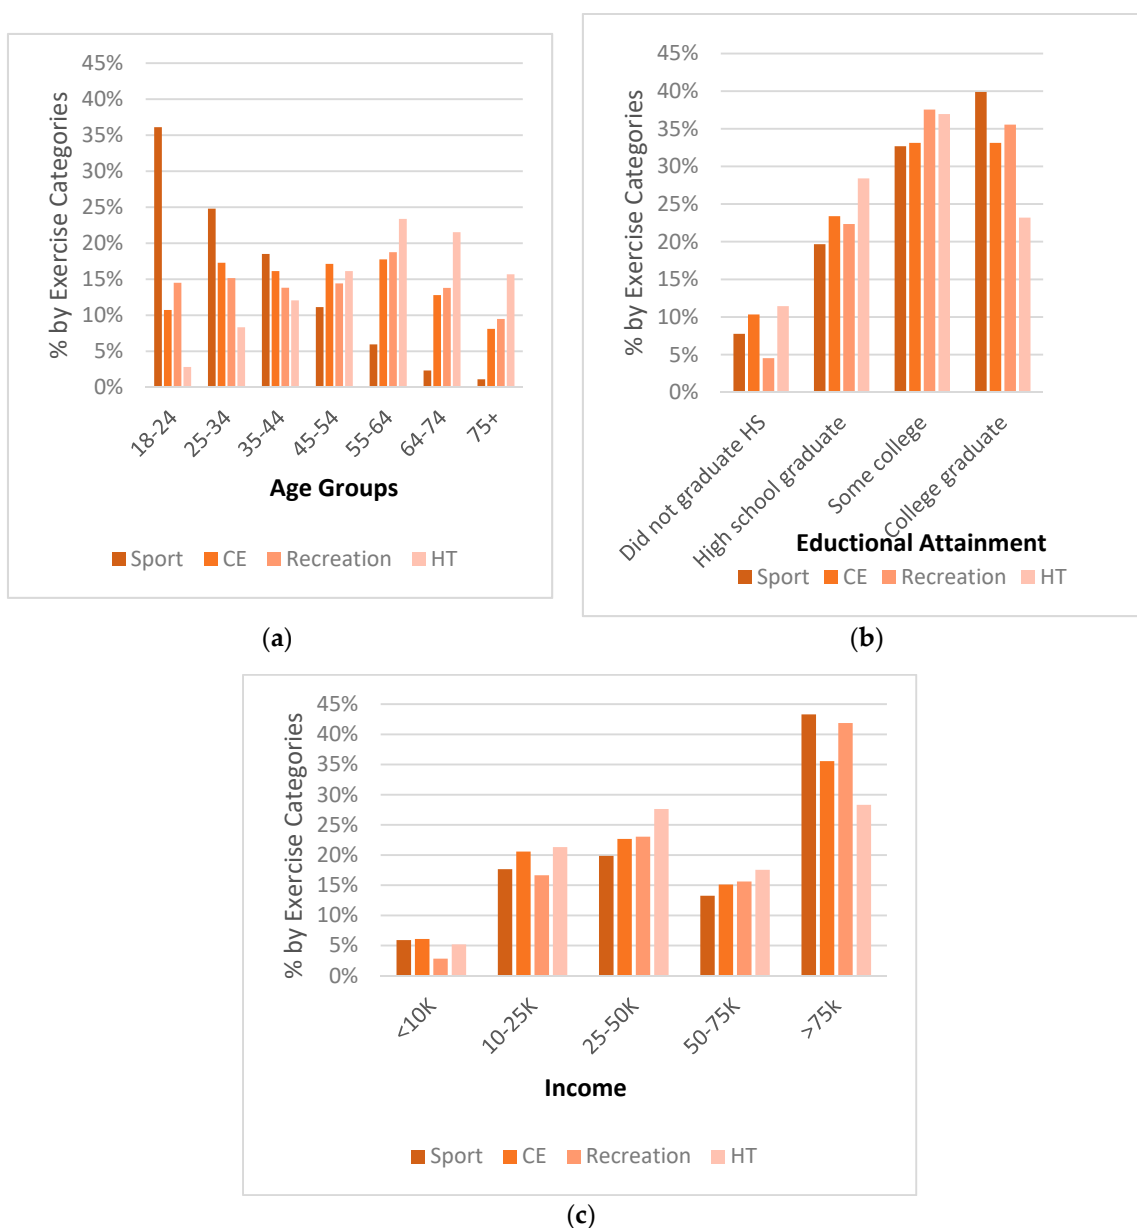 45%
40%
35%
30%
25%
20%
15%
10%
5%
0%
% by Exercise Categories
18-24
25-34
35-44
45-54
55-64
64-74
75+
Age Groups
Sport CE Recreation HT
(a)
45%
40%
35%
30%
25%
20%
15%
10%
5%
0%
% by Exercise Categories
Did not graduate HS
High school graduate
Some college
College graduate
Eductional Attainment
Sport CE Recreation HT
(b)
45%
40%
35%
30%
25%
20%
15%
10%
5%
0%
% by Exercise Categories
<10K
10-25K
25-50K
50-75K
>75k
Income
Sport CE Recreation HT
(c)